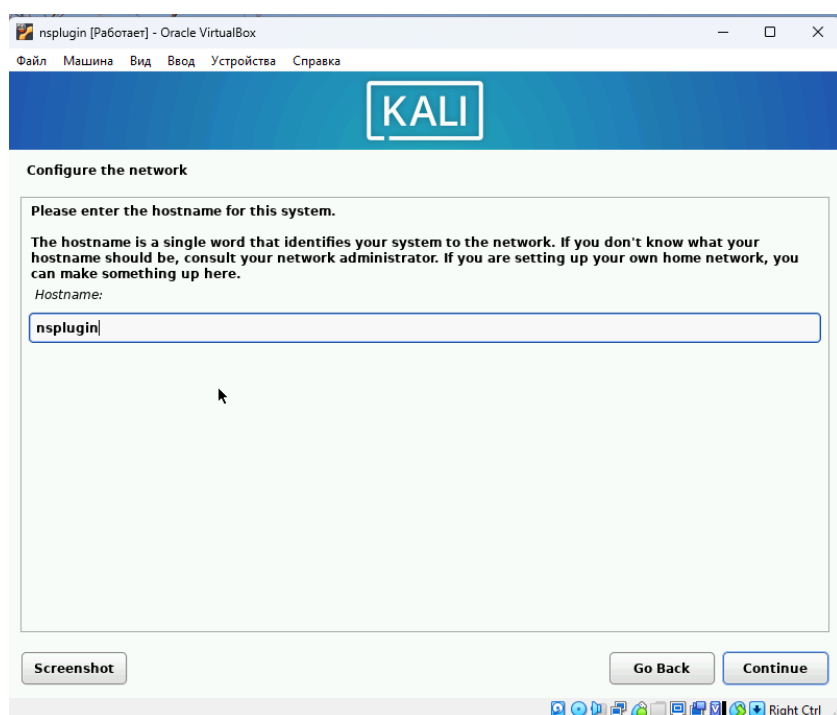 nsplugin [Работает] - Oracle VirtualBox
Файл Машина Вид Ввод Устройства Справка
KALI
Configure the network
Please enter the hostname for this system.
The hostname is a single word that identifies your system to the network. If you don't know what your
hostname should be, consult your network administrator. If you are setting up your own home network, you
can make something up here.
Hostname:
nsplugin
Screenshot Go Back Continue
Right Ctrl